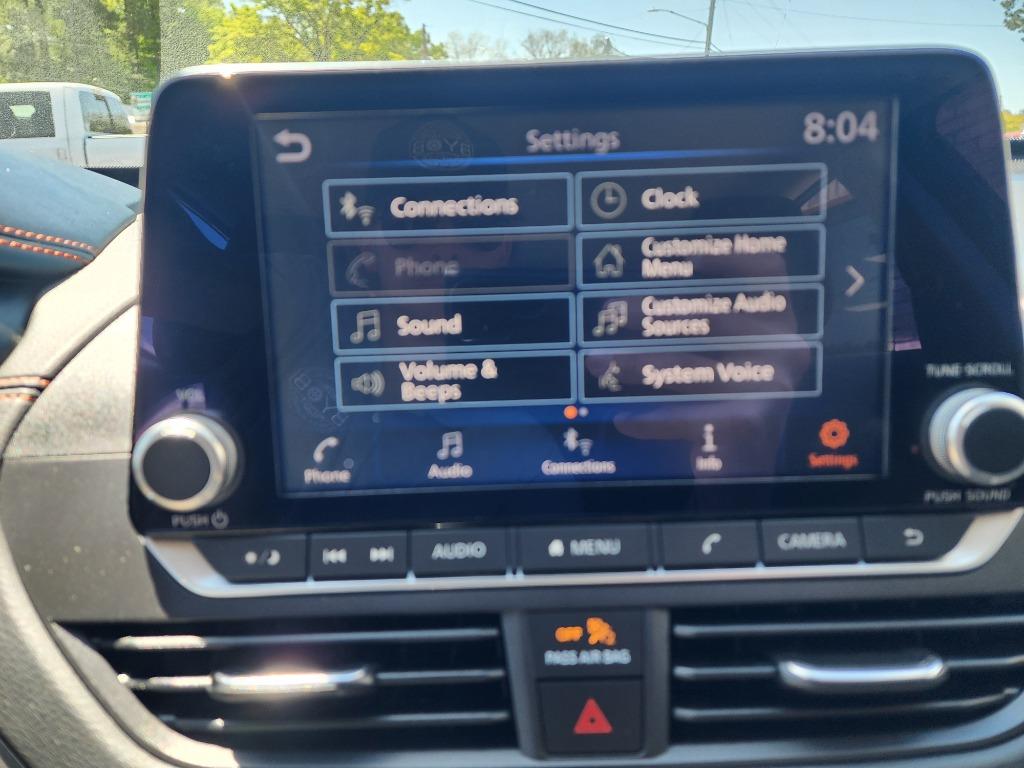 Settings
8:04
Connections
Clock
Phone
Customize Home
Menu
Sound
Customize Audio
Sources
Volume &
Beeps
System Voice
Phone
Audio
Connections
Info
Settings
VOL
TUNE·SCROLL
PUSH
PUSH SOUND
AUDIO
MENU
CAMERA
OFF
PASS AIR BAG